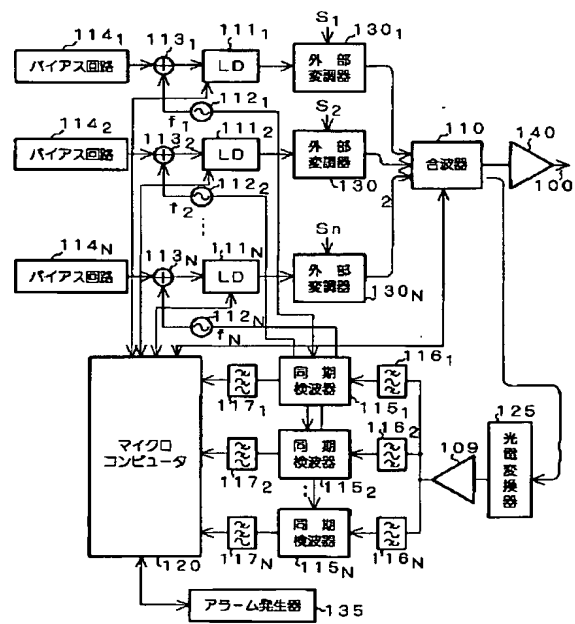 S₁
114₁
113₁
111₁
130₁
バイアス回路
LD
外部
変調器
f₁
112₁
S₂
114₂
113₂
111₂
110
140
バイアス回路
LD
外部
変調器
合波器
130
2
100
f₂
112₂
Sn
114N
113N
111N
バイアス回路
LD
外部
変調器
130N
112N
fN
116₁
同期
検波器
117₁
115₁
125
マイクロ
コンピュータ
116₂
109
同期
検波器
光電変換器
117₂
115₂
同期
検波器
120
117N
115N
116N
アラーム発生器
135